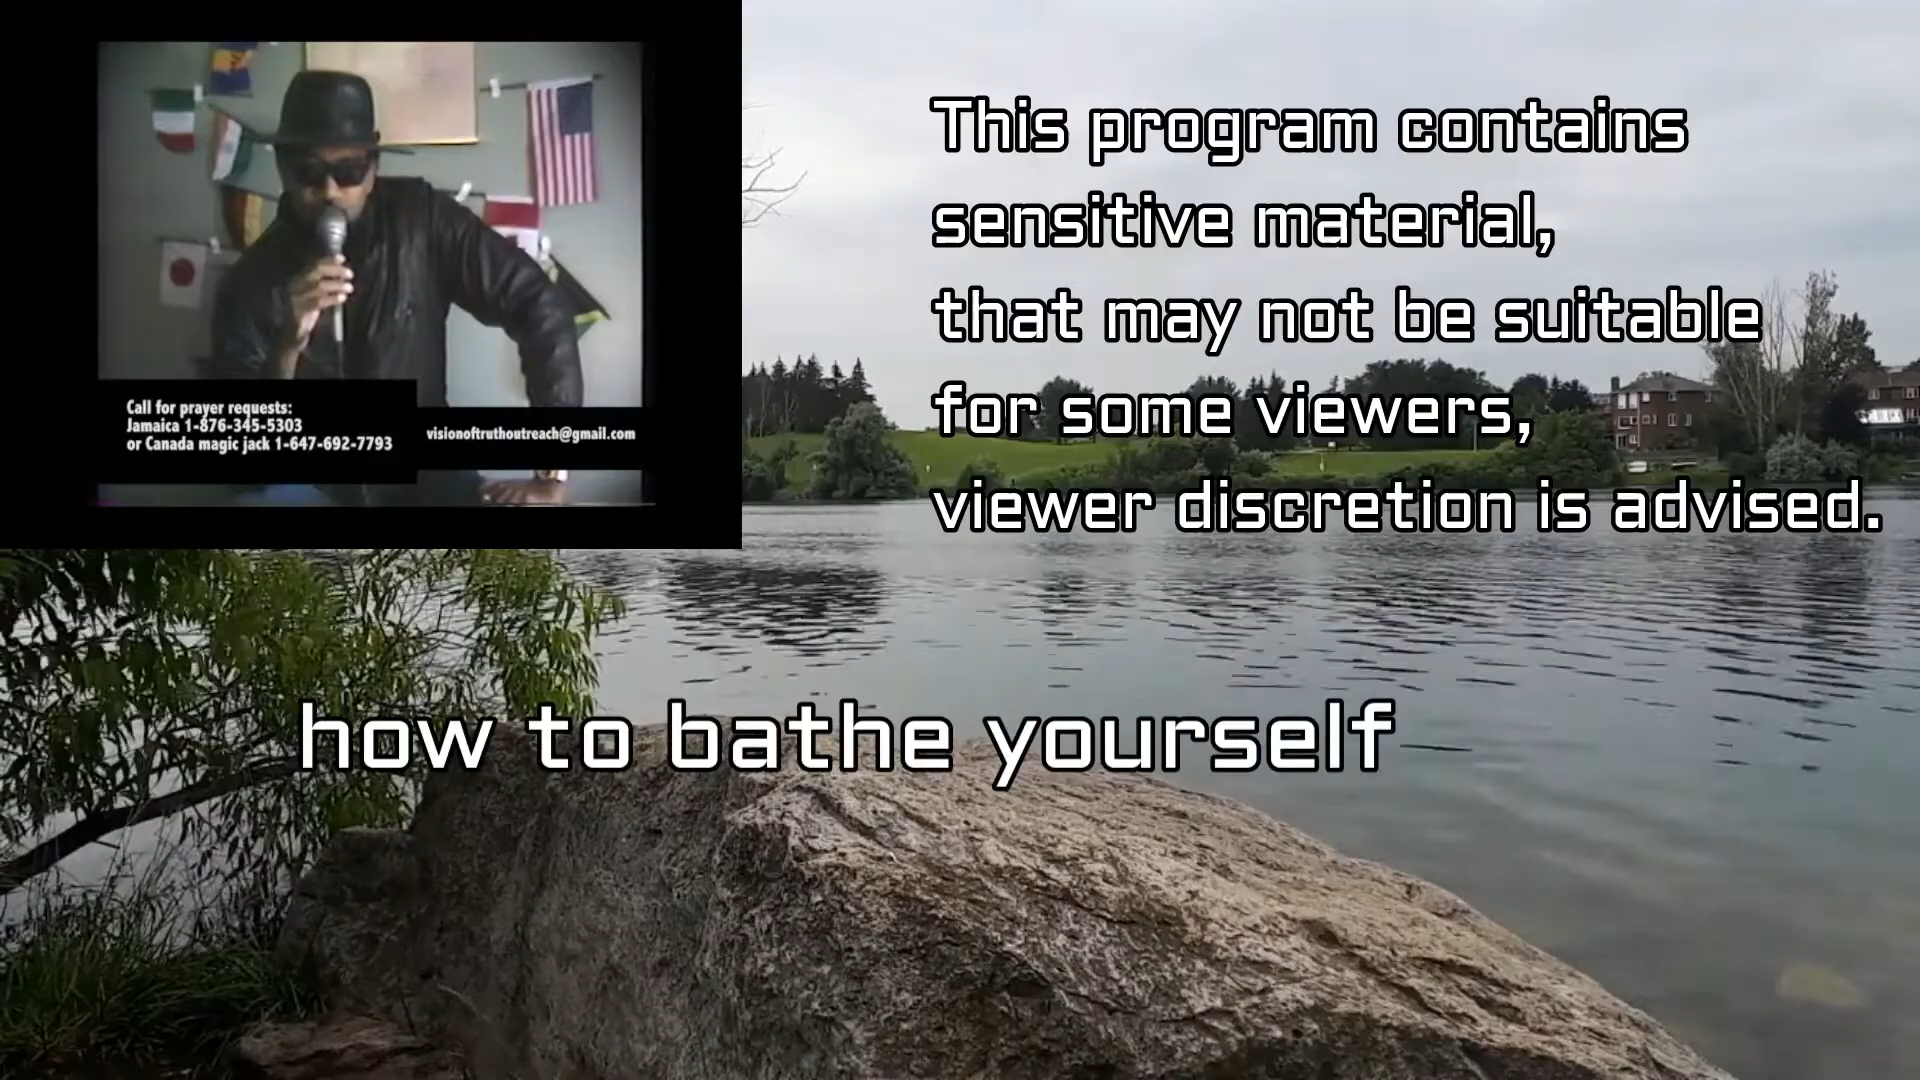 This program contains
sensitive material,
that may not be suitable
for some viewers,
viewer discretion is advised.
Call for prayer requests:
Jamaica 1-876-345-5303
or Canada magic jack 1-647-692-7793
visionoftruthoutreach@gmail.com
how to bathe yourself